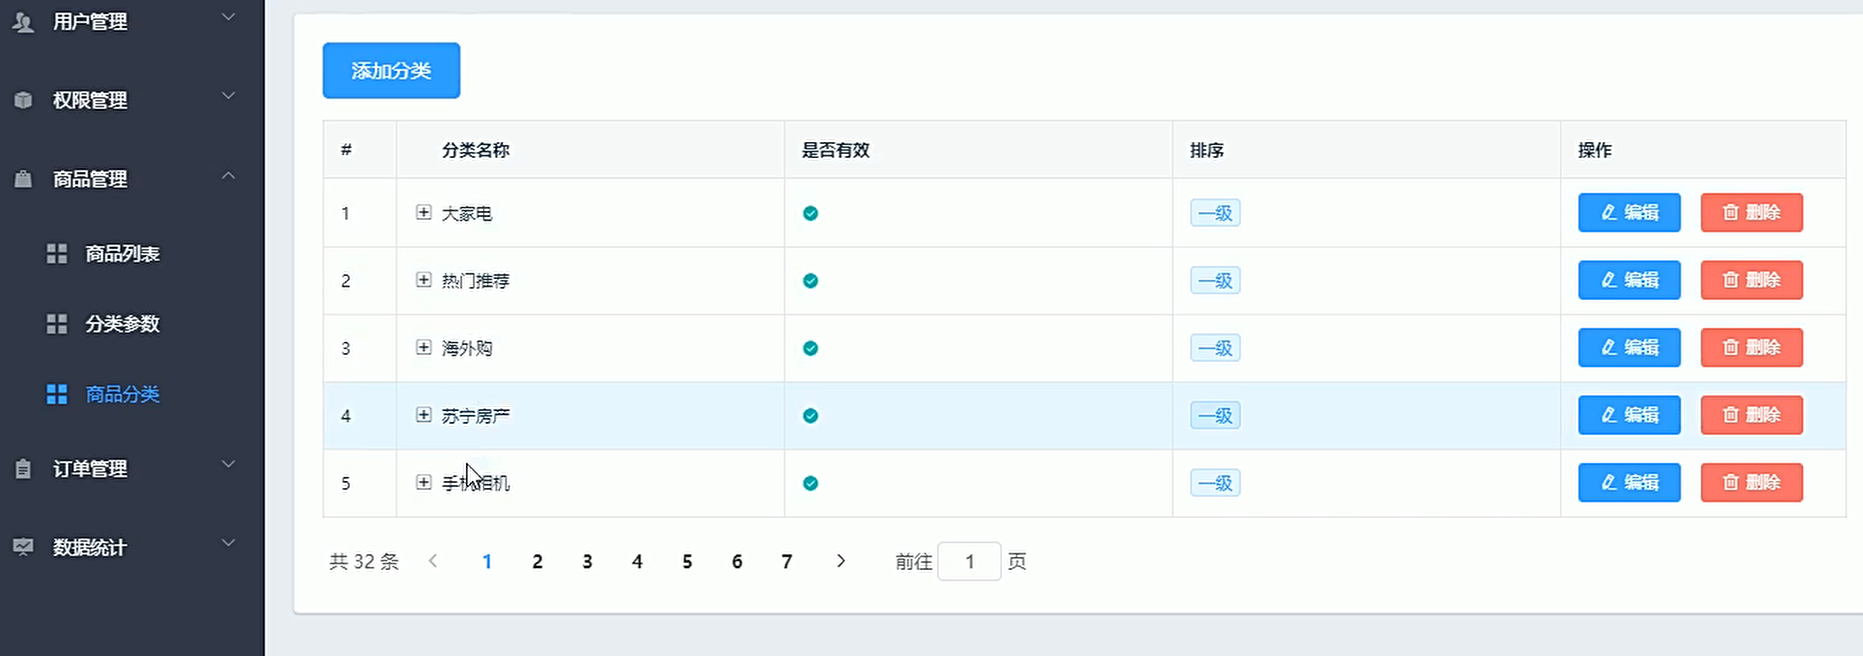 用户管理
权限管理
商品管理
商品列表
分类参数
商品分类
订单管理
数据统计
添加分类
# 分类名称 是否有效 排序 操作
1 大家电 一级 编辑 删除
2 热门推荐 一级 编辑 删除
3 海外购 一级 编辑 删除
4 苏宁房产 一级 编辑 删除
5 手机相机 一级 编辑 删除
共 32 条 1 2 3 4 5 6 7 前往 1 页